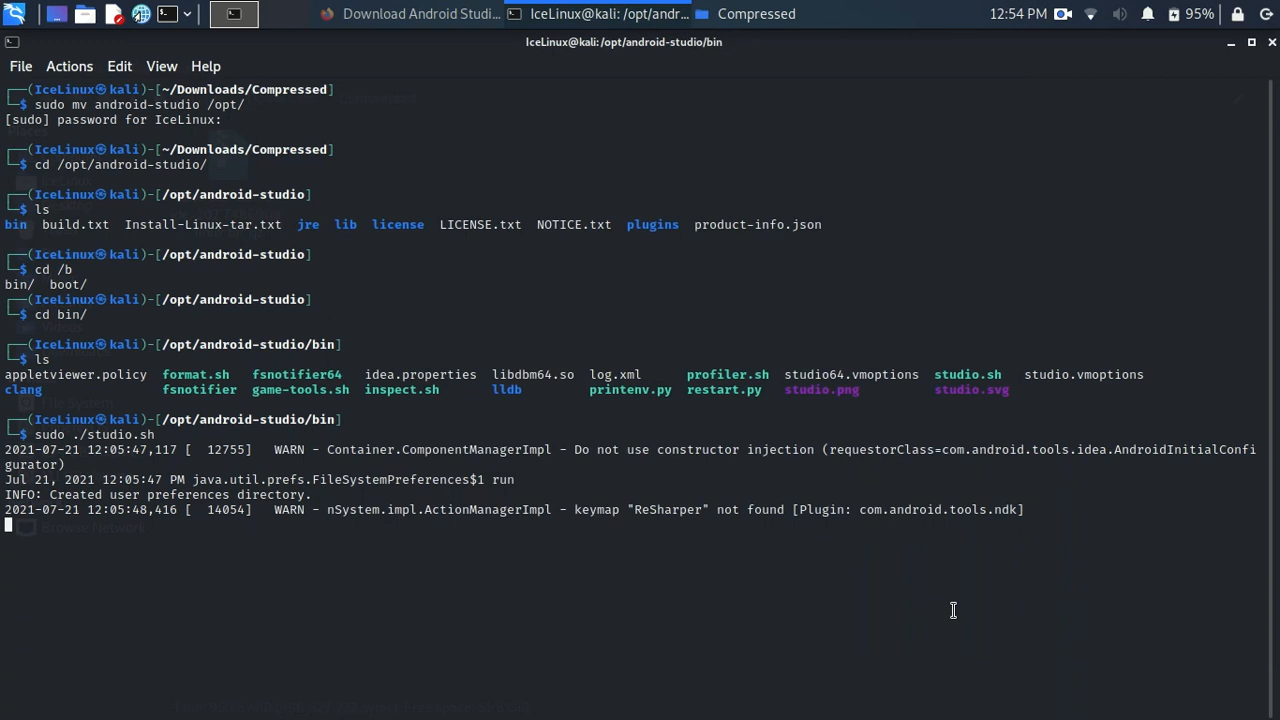 Download Android Studi...
IceLinux@kali: /opt/andr...
Compressed
12:54 PM
95%
IceLinux@kali:/opt/android-studio/bin
File Actions Edit View Help
┌──(IceLinux㉿kali)-[~/Downloads/Compressed]
└─$ sudo mv android-studio /opt/
[sudo] password for IceLinux:
┌──(IceLinux㉿kali)-[~/Downloads/Compressed]
└─$ cd /opt/android-studio/
┌──(IceLinux㉿kali)-[/opt/android-studio]
└─$ ls
bin build.txt Install-Linux-tar.txt jre lib license LICENSE.txt NOTICE.txt plugins product-info.json
┌──(IceLinux㉿kali)-[/opt/android-studio]
└─$ cd /b
bin/ boot/
┌──(IceLinux㉿kali)-[/opt/android-studio]
└─$ cd bin/
┌──(IceLinux㉿kali)-[/opt/android-studio/bin]
└─$ ls
appletviewer.policy format.sh fsnotifier64 idea.properties libdbm64.so log.xml profiler.sh studio64.vmoptions studio.sh studio.vmoptions
clang fsnotifier game-tools.sh inspect.sh lldb printenv.py restart.py studio.png studio.svg
┌──(IceLinux㉿kali)-[/opt/android-studio/bin]
└─$ sudo ./studio.sh
2021-07-21 12:05:47,117 [ 12755] WARN - Container.ComponentManagerImpl - Do not use constructor injection (requestorClass=com.android.tools.idea.AndroidInitialConfi
gurator)
Jul 21, 2021 12:05:47 PM java.util.prefs.FileSystemPreferences$1 run
INFO: Created user preferences directory.
2021-07-21 12:05:48,416 [ 14054] WARN - nSystem.impl.ActionManagerImpl - keymap "ReSharper" not found [Plugin: com.android.tools.ndk]
Browse Network